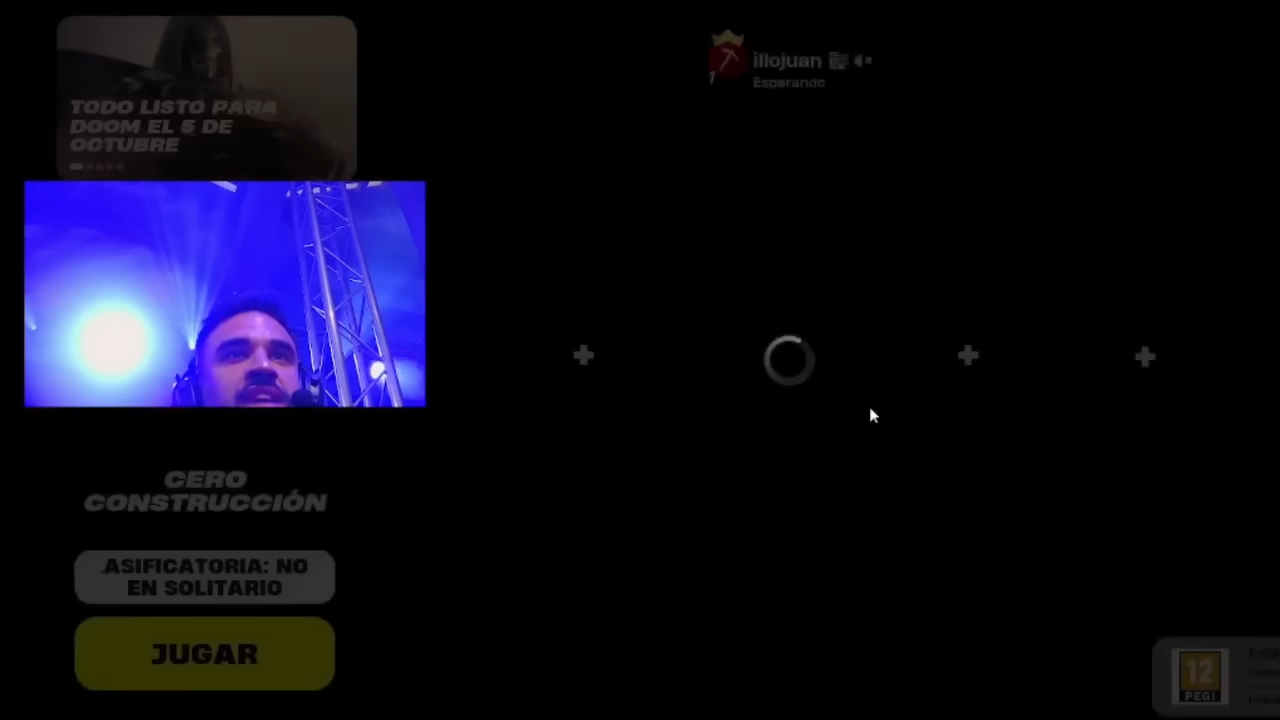 TODO LISTO PARA
DOOM EL 5 DE
OCTUBRE
1
illojuan
Esperando
CERO
CONSTRUCCIÓN
ASIFICATORIA: NO
EN SOLITARIO
JUGAR
12
PEGI